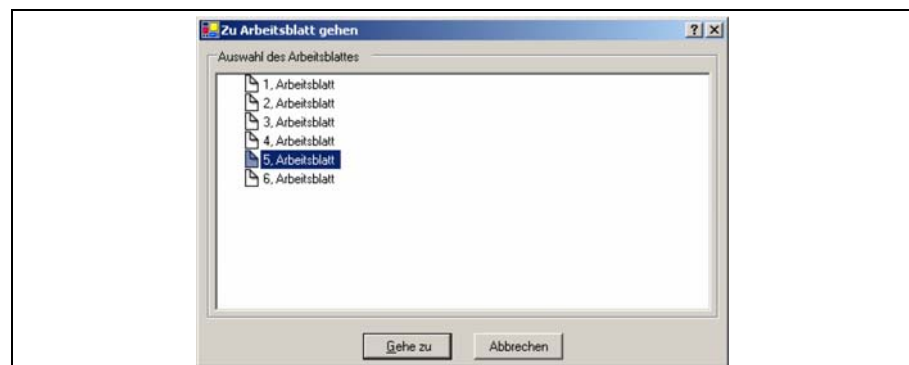 Zu Arbeitsblatt gehen
Auswahl des Arbeitsblattes
1, Arbeitsblatt
2, Arbeitsblatt
3, Arbeitsblatt
4, Arbeitsblatt
5, Arbeitsblatt
6, Arbeitsblatt
Gehe zu Abbrechen